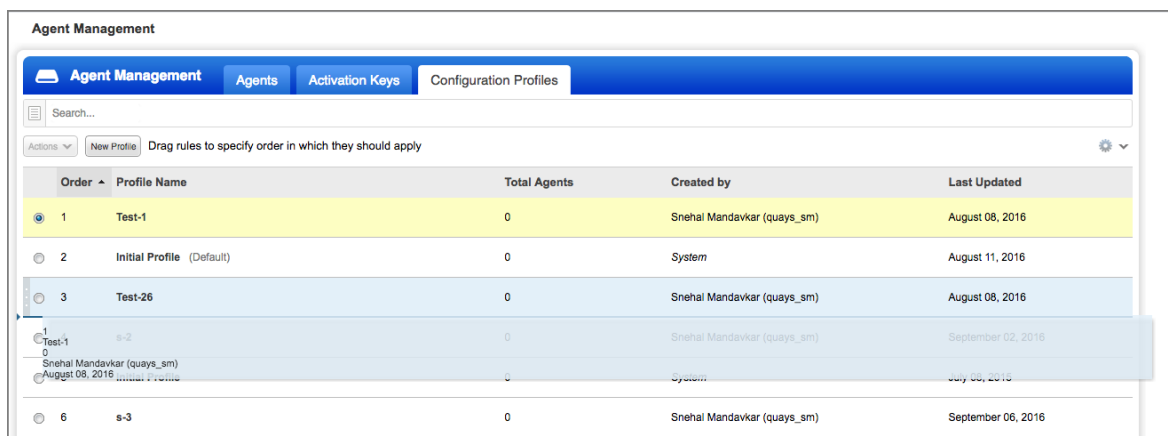 Agent Management
Agent Management Agents Activation Keys Configuration Profiles
Search...
Actions New Profile Drag rules to specify order in which they should apply
Order Profile Name Total Agents Created by Last Updated
1 Test-1 0 Snehal Mandavkar (quays_sm) August 08, 2016
2 Initial Profile (Default) 0 System August 11, 2016
3 Test-26 0 Snehal Mandavkar (quays_sm) August 08, 2016
s-2 0 Snehal Mandavkar (quays_sm) September 02, 2016
1
Test-1
0
Snehal Mandavkar (quays_sm)
August 08, 2016
Initial Profile 0 System
6 s-3 0 Snehal Mandavkar (quays_sm) September 06, 2016